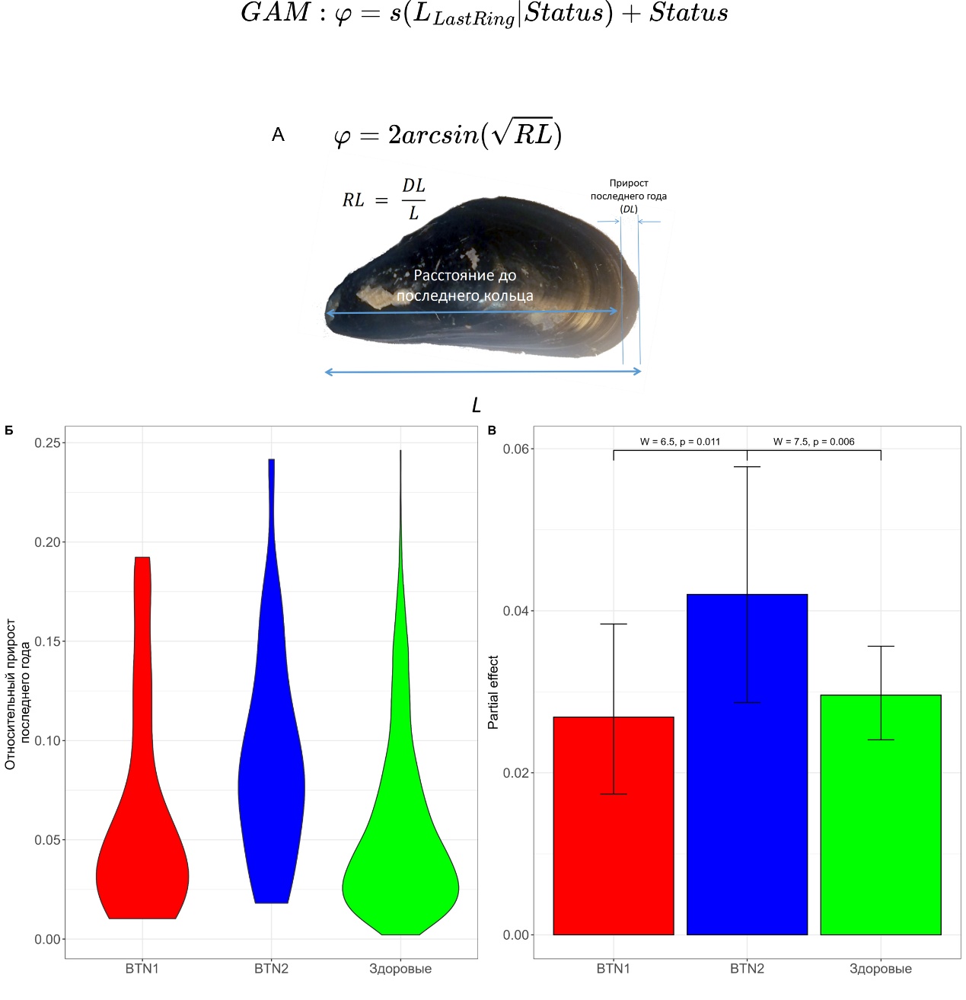 GAM : φ = s(L_LastRing|Status) + Status
А
φ = 2arcsin(√RL)
RL = DL/L
Прирост
последнего года
(DL)
Расстояние до
последнего кольца
L
Б
Относительный прирост
последнего года
0.25
0.20
0.15
0.10
0.05
0.00
BTN1
BTN2
Здоровые
В
Partial effect
0.06
0.04
0.02
0.00
W = 6.5, p = 0.011
W = 7.5, p = 0.006
BTN1
BTN2
Здоровые